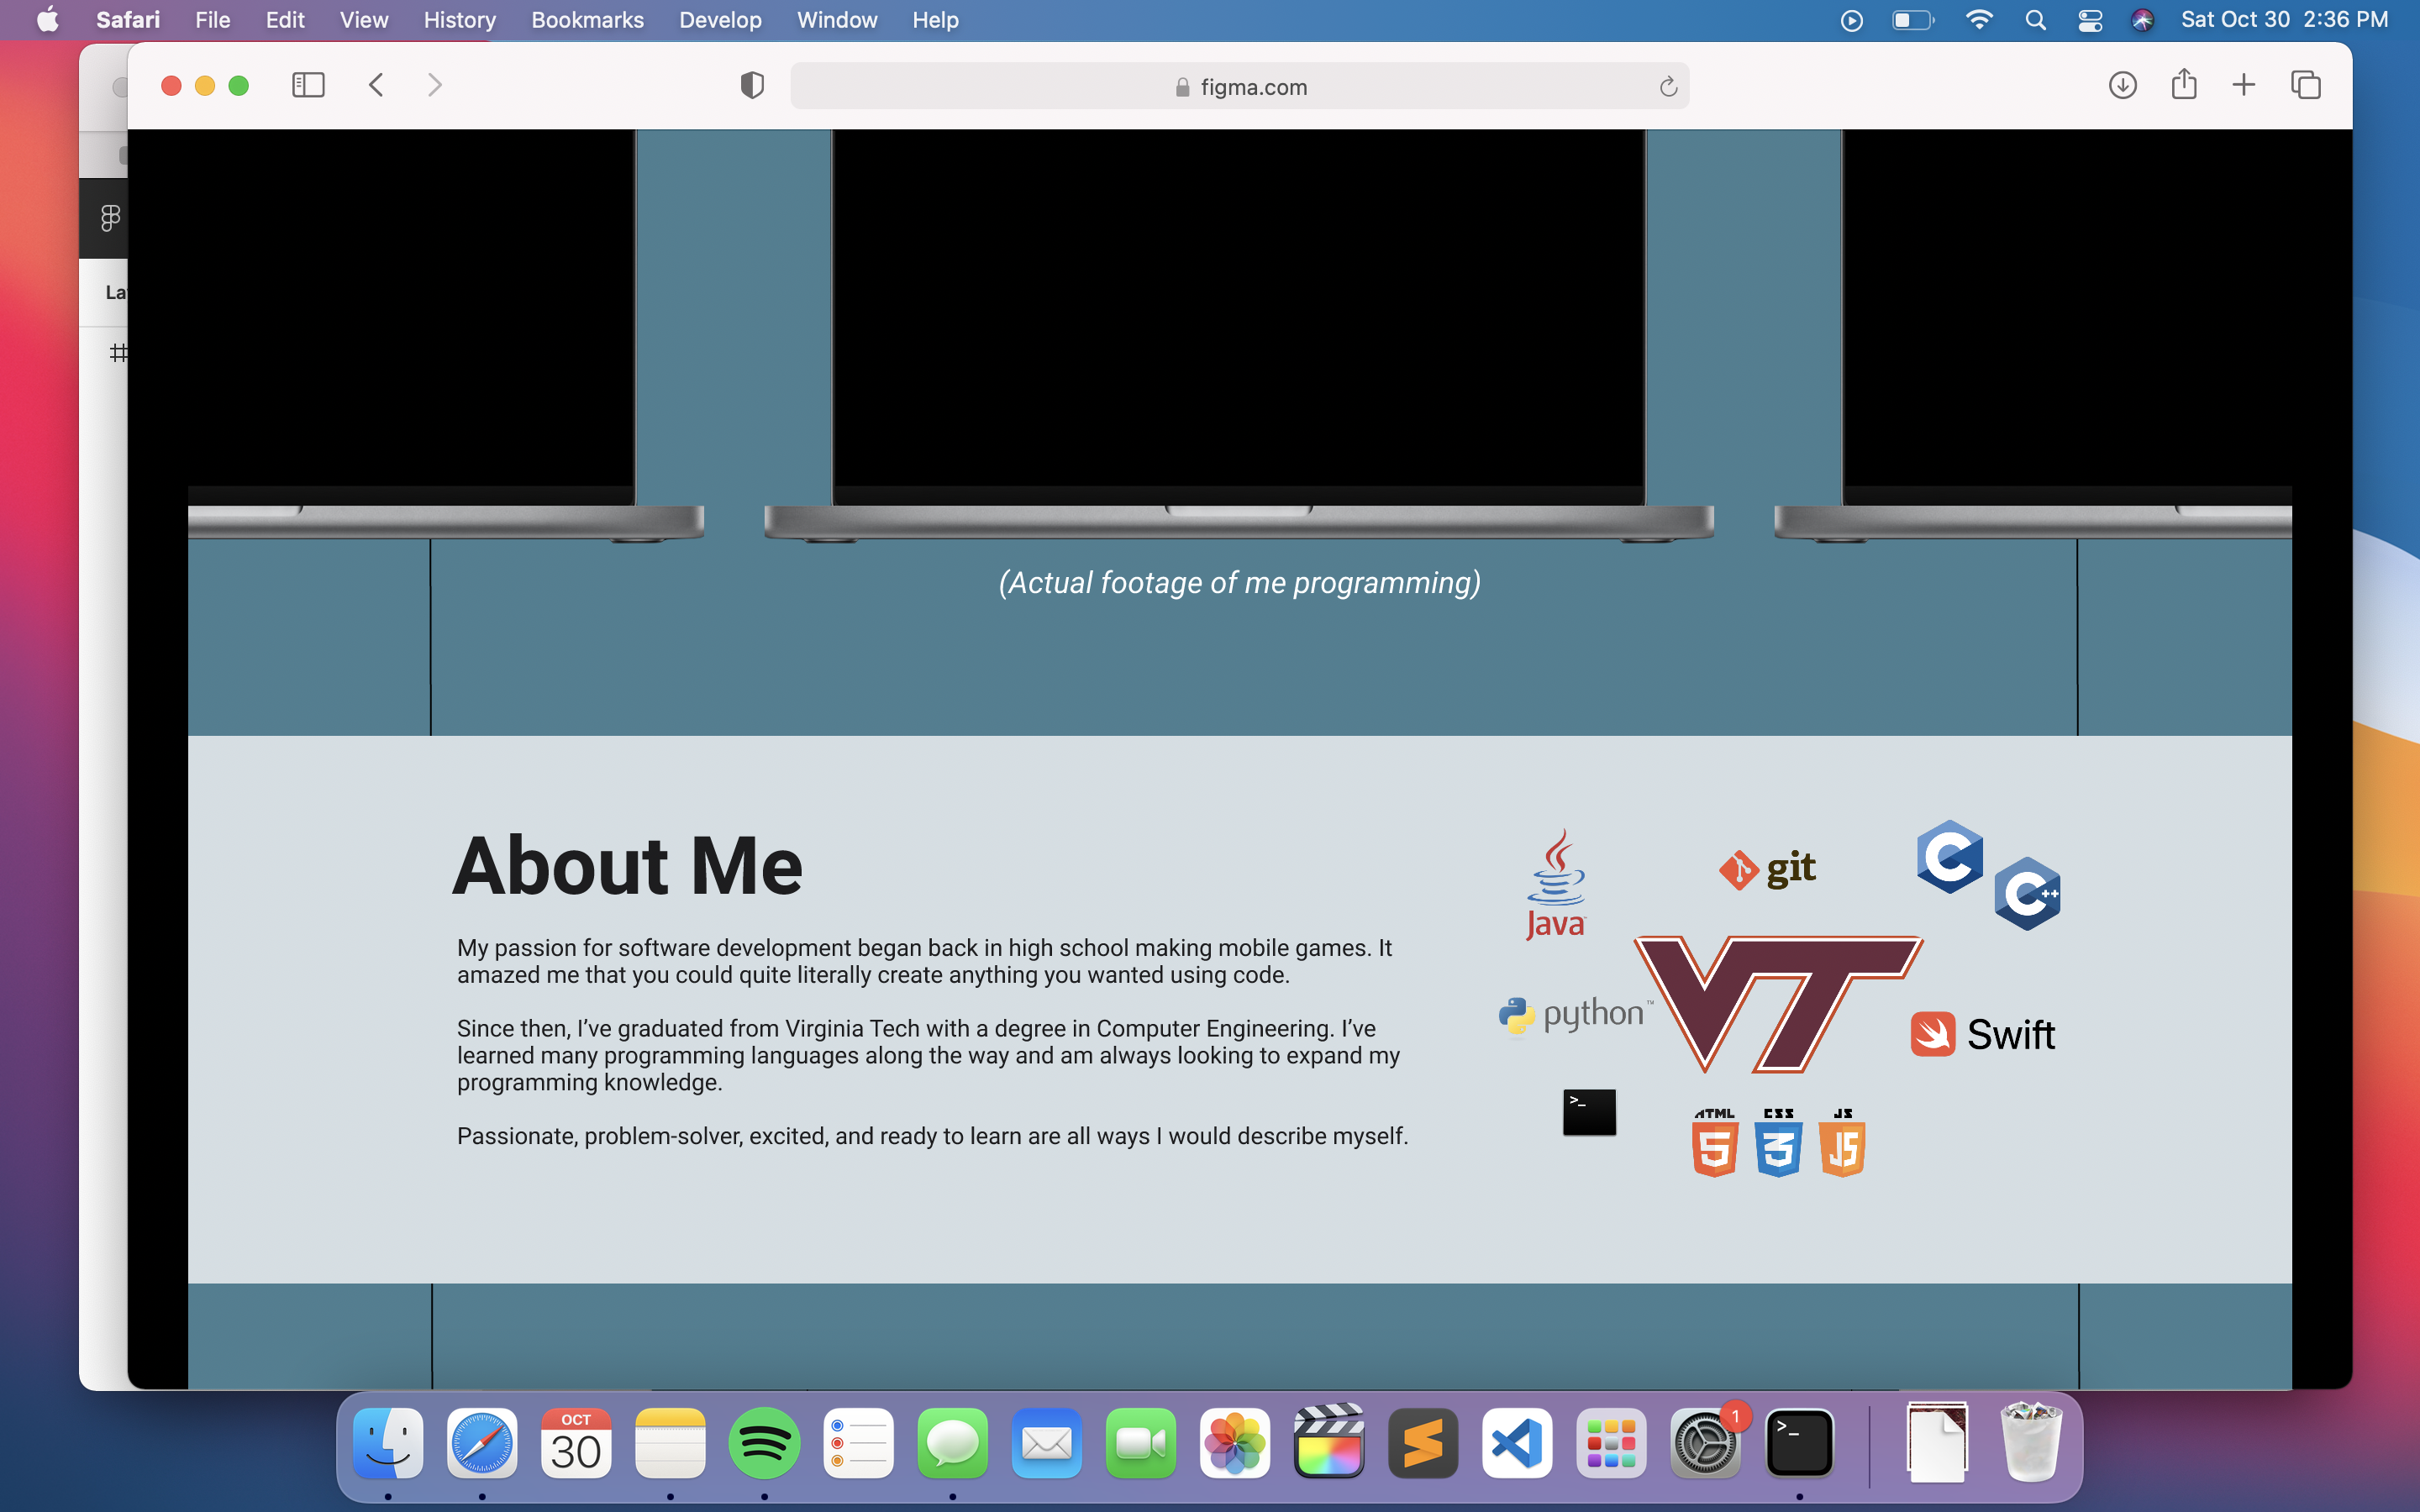 Safari File Edit View History Bookmarks Develop Window Help Sat Oct 30 2:36 PM
figma.com
(Actual footage of me programming)
About Me
My passion for software development began back in high school making mobile games. It
amazed me that you could quite literally create anything you wanted using code.
Since then, I’ve graduated from Virginia Tech with a degree in Computer Engineering. I’ve
learned many programming languages along the way and am always looking to expand my
programming knowledge.
Passionate, problem-solver, excited, and ready to learn are all ways I would describe myself.
Java
git
C
C++
VT
python™
Swift
>_
HTML CSS JS
5 3 JS
OCT
30
1
>_